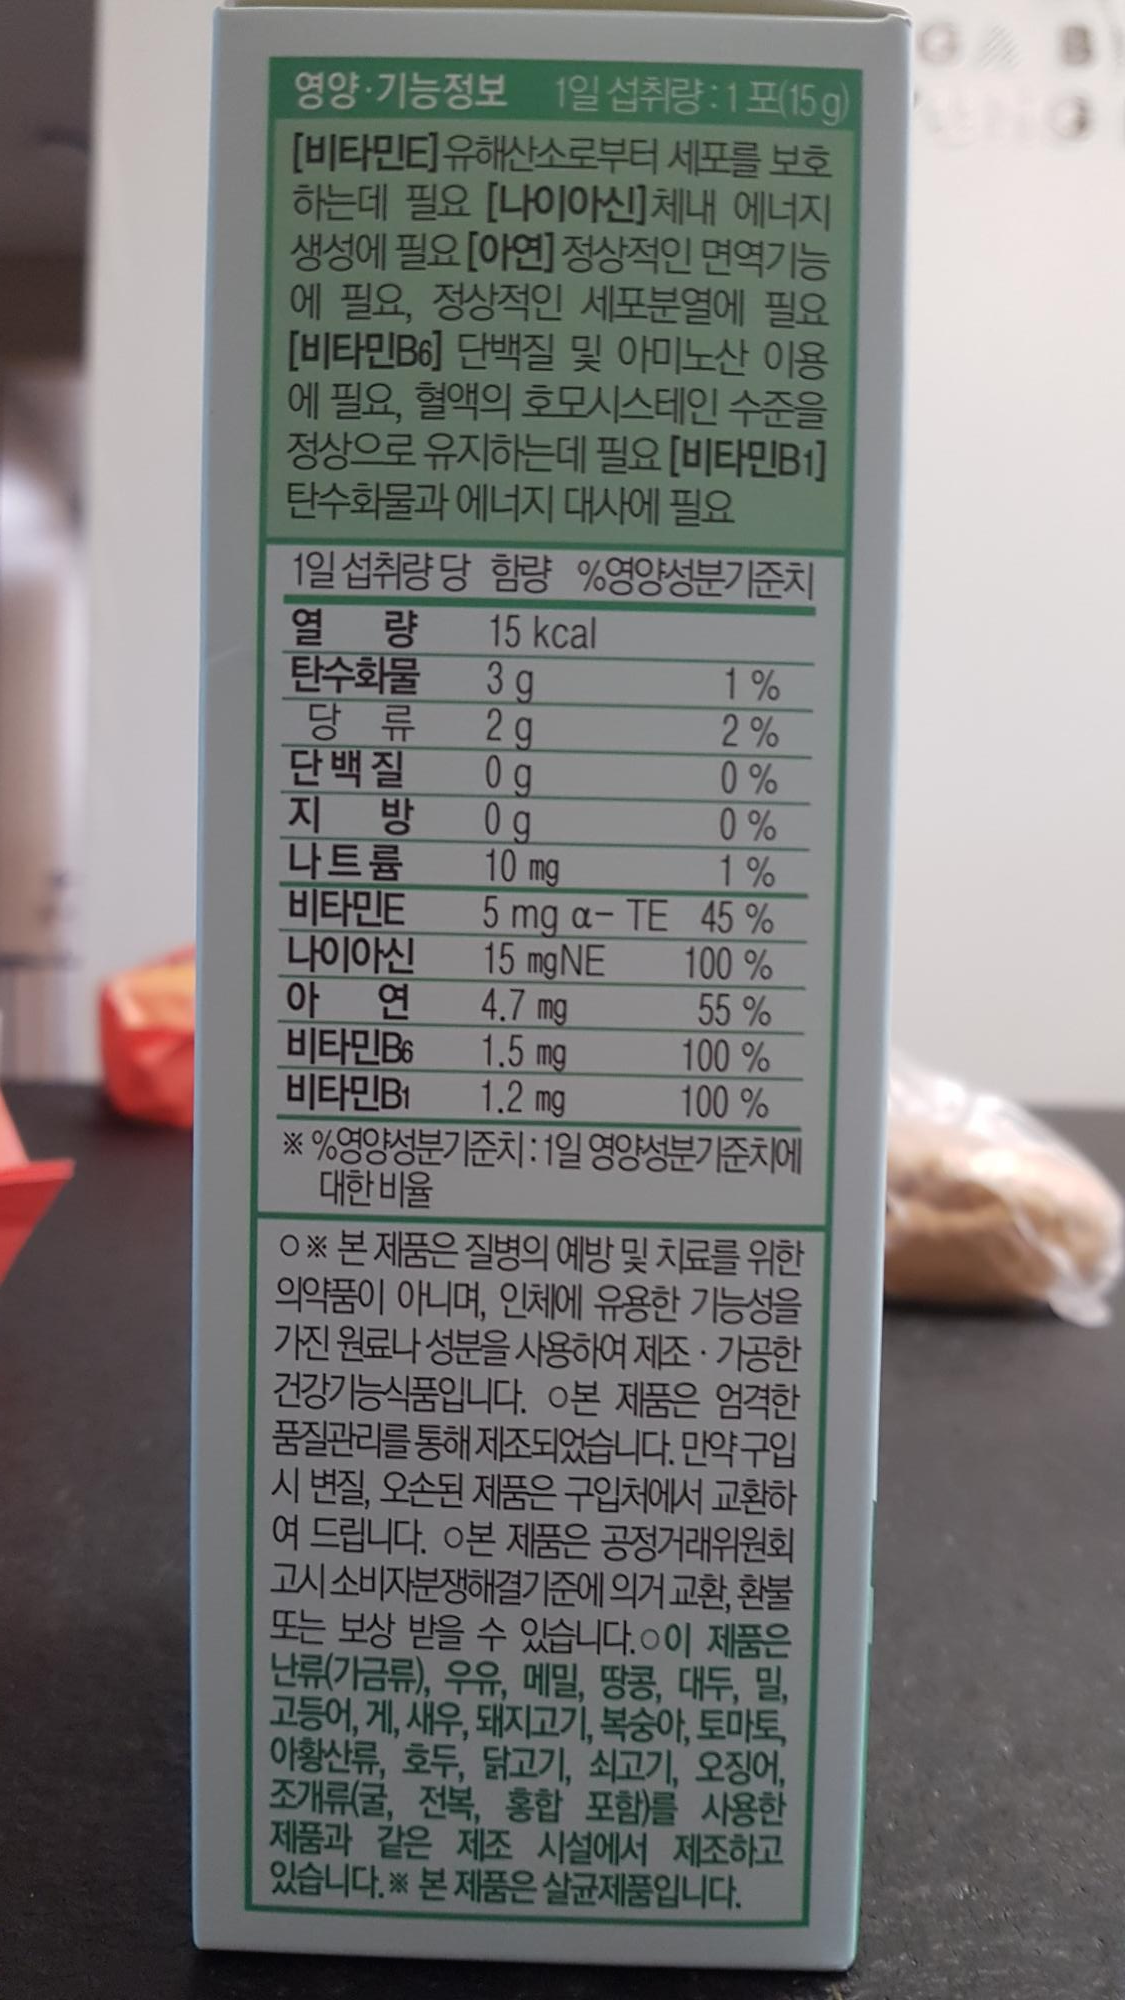 영양·기능정보 1일 섭취량 : 1 포(15 g)
[비타민E] 유해산소로부터 세포를 보호
하는데 필요 [나이아신] 체내 에너지
생성에 필요 [아연] 정상적인 면역기능
에 필요, 정상적인 세포분열에 필요
[비타민B6] 단백질 및 아미노산 이용
에 필요, 혈액의 호모시스테인 수준을
정상으로 유지하는데 필요 [비타민B1]
탄수화물과 에너지 대사에 필요
1일 섭취량 당 함량 %영양성분기준치
열 량 15 kcal
탄수화물 3 g 1 %
당 류 2 g 2 %
단백질 0 g 0 %
지 방 0 g 0 %
나트륨 10 mg 1 %
비타민E 5 mg α- TE 45 %
나이아신 15 mgNE 100 %
아 연 4.7 mg 55 %
비타민B6 1.5 mg 100 %
비타민B1 1.2 mg 100 %
※ %영양성분기준치 : 1일 영양성분기준치에
대한 비율
○※ 본 제품은 질병의 예방 및 치료를 위한
의약품이 아니며, 인체에 유용한 기능성을
가진 원료나 성분을 사용하여 제조 · 가공한
건강기능식품입니다. ○본 제품은 엄격한
품질관리를 통해 제조되었습니다. 만약 구입
시 변질, 오손된 제품은 구입처에서 교환하
여 드립니다. ○본 제품은 공정거래위원회
고시 소비자분쟁해결기준에 의거 교환, 환불
또는 보상 받을 수 있습니다. ○이 제품은
난류(가금류), 우유, 메밀, 땅콩, 대두, 밀,
고등어, 게, 새우, 돼지고기, 복숭아, 토마토,
아황산류, 호두, 닭고기, 쇠고기, 오징어,
조개류(굴, 전복, 홍합 포함)를 사용한
제품과 같은 제조 시설에서 제조하고
있습니다. ※ 본 제품은 살균제품입니다.